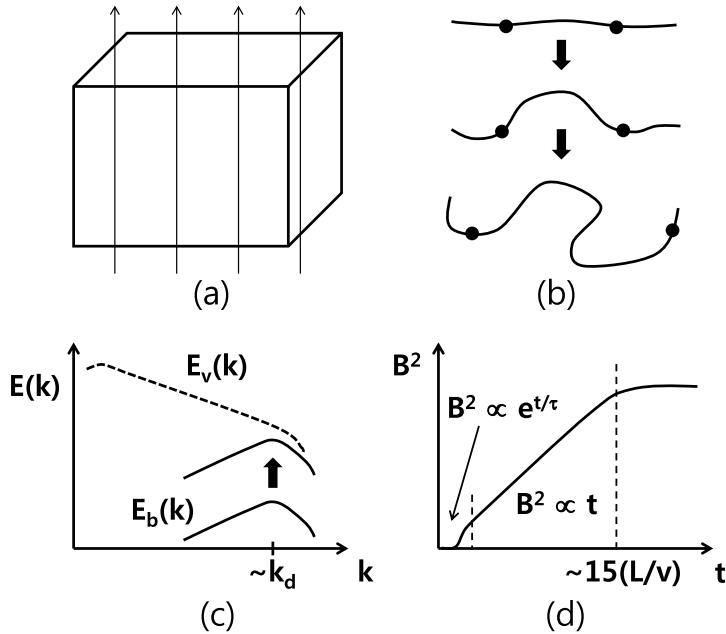 (a)
(b)
E(k)
E_v(k)
E_b(k)
~k_d
k
(c)
B²
B² ∝ e^{t/τ}
B² ∝ t
~15(L/v)
t
(d)